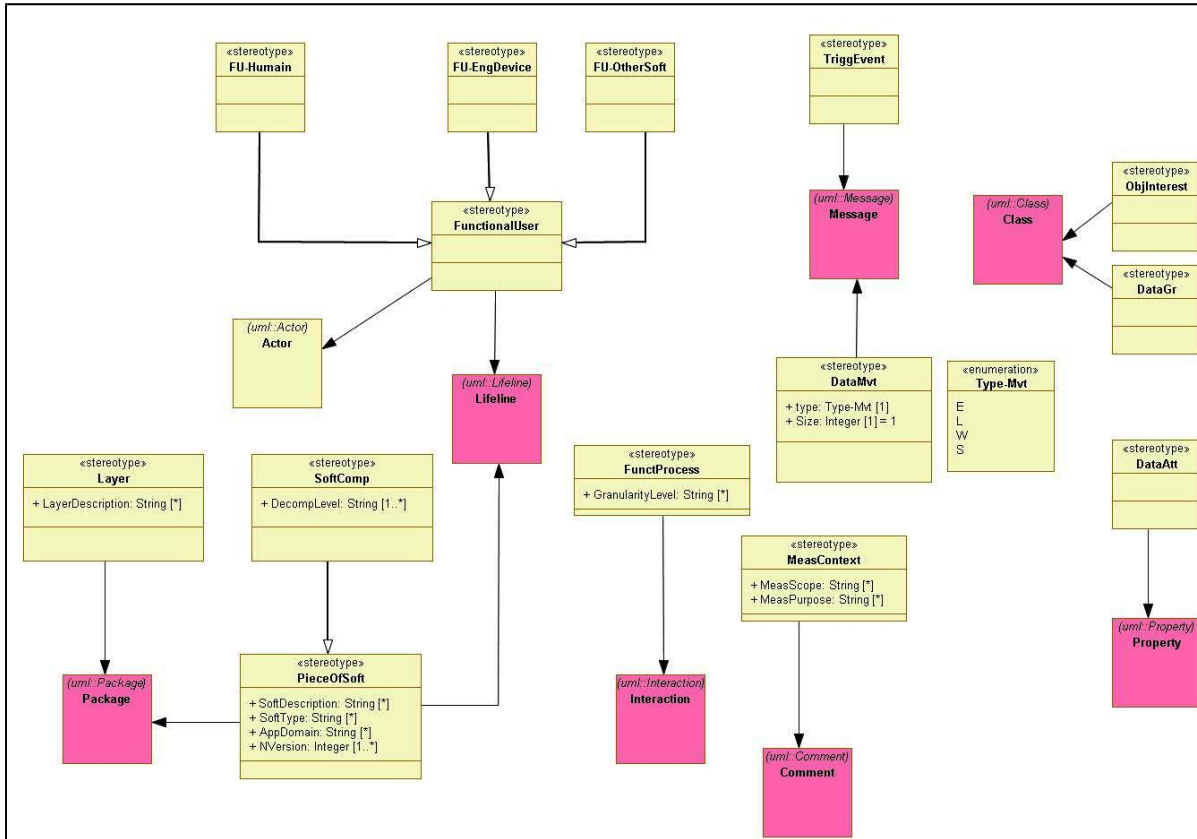 «stereotype»
FU-Humain
«stereotype»
FU-EngDevice
«stereotype»
FU-OtherSoft
«stereotype»
TriggEvent
«stereotype»
FunctionalUser
(uml::Message)
Message
(uml::Class)
Class
«stereotype»
ObjInterest
«stereotype»
DataGr
(uml::Actor)
Actor
(uml::Lifeline)
Lifeline
«stereotype»
DataMvt
+ type: Type-Mvt [1]
+ Size: Integer [1] = 1
«enumeration»
Type-Mvt
E
L
W
S
«stereotype»
Layer
+ LayerDescription: String [*]
«stereotype»
SoftComp
+ DecompLevel: String [1..*]
«stereotype»
FunctProcess
+ GranularityLevel: String [*]
«stereotype»
DataAtt
«stereotype»
MeasContext
+ MeasScope: String [*]
+ MeasPurpose: String [*]
(uml::Property)
Property
(uml::Package)
Package
«stereotype»
PieceOfSoft
+ SoftDescription: String [*]
+ SoftType: String [*]
+ AppDomain: String [*]
+ NVersion: Integer [1..*]
(uml::Interaction)
Interaction
(uml::Comment)
Comment